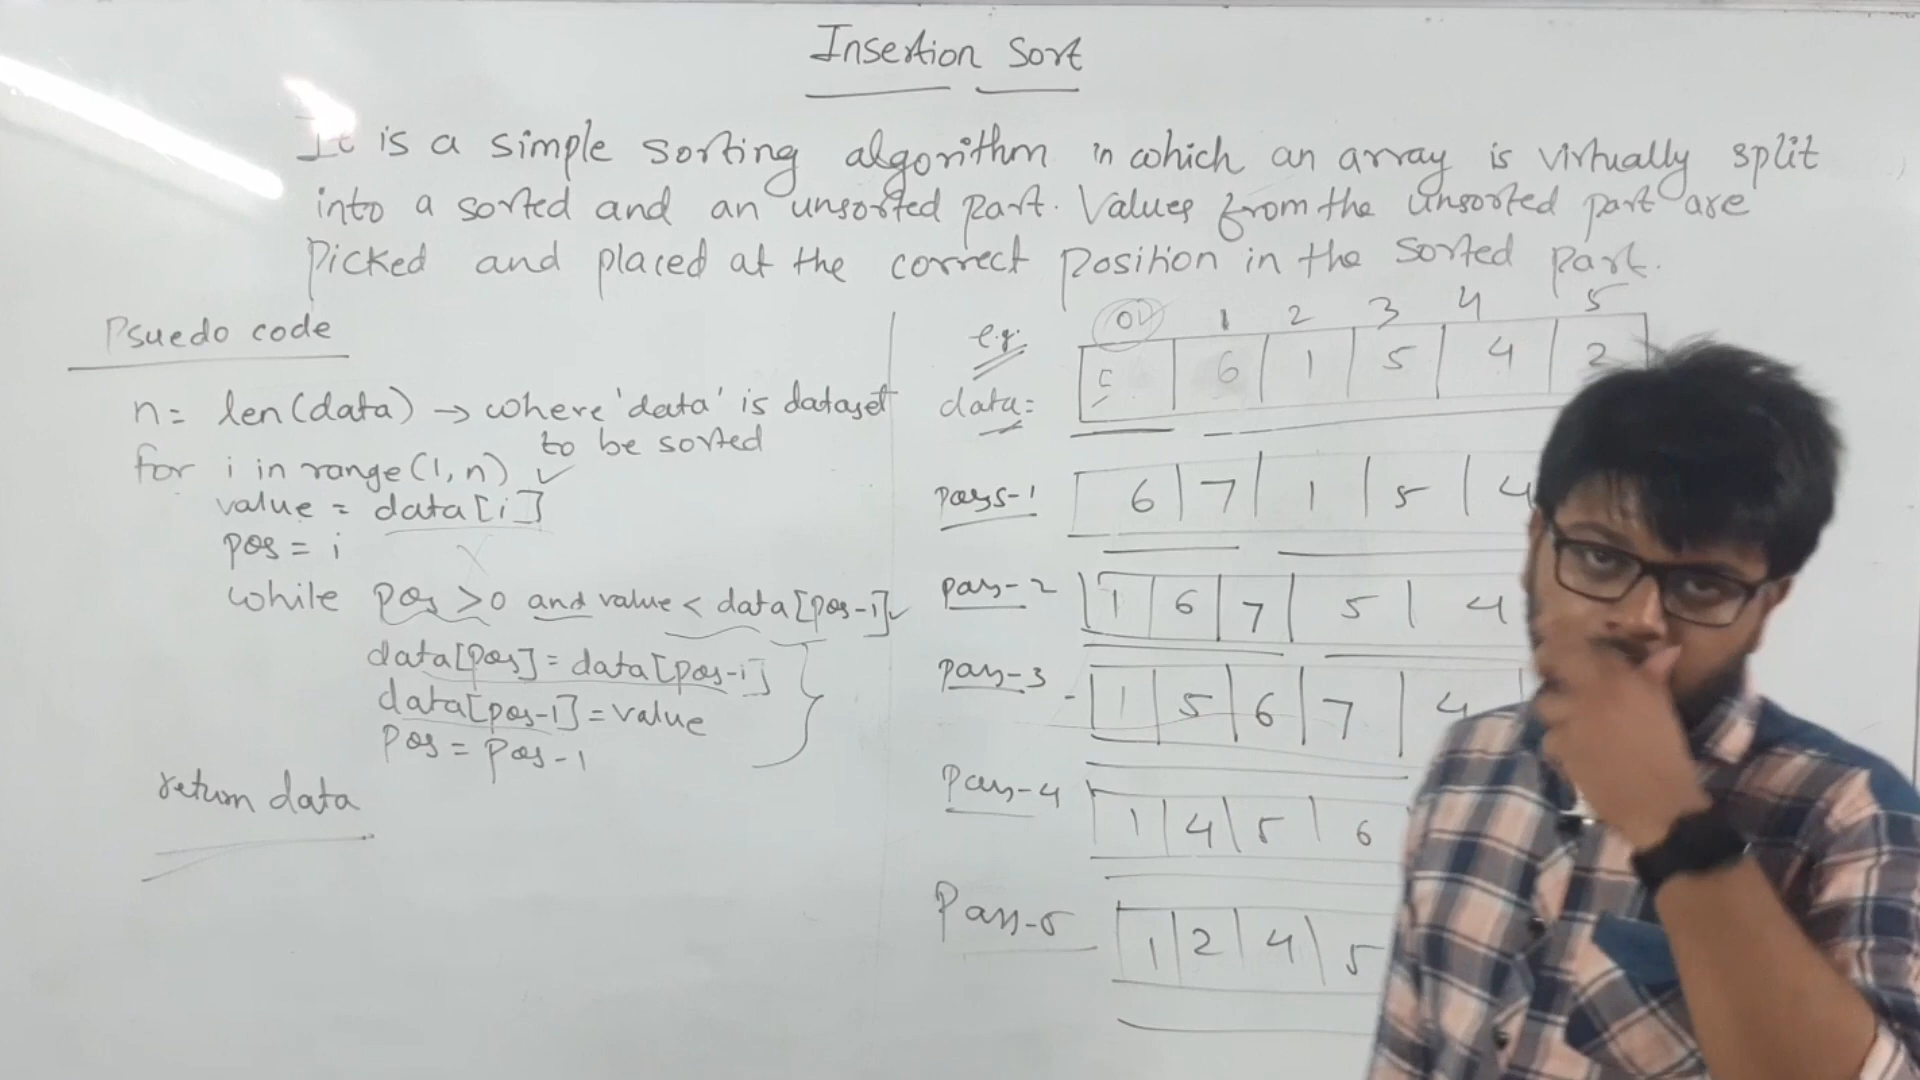 Insertion Sort
It is a simple sorting algorithm in which an array is virtually split
into a sorted and an unsorted part. Values from the unsorted part are
Picked and placed at the correct position in the sorted part.
Psuedo code
n = len(data) → where 'data' is dataset
to be sorted
for i in range(1, n) ✓
value = data[i]
pos = i
while pos > 0 and value < data[pos-1] ✓
data[pos] = data[pos-1]
data[pos-1] = value
pos = pos-1
return data
e.g.
0 1 2 3 4 5
data: 6 1 5 4 2
pass-1 6 7 1 5 4
pass-2 1 6 7 5 4
pass-3 1 5 6 7 4
Pass-4 1 4 5 6
Pass-5 1 2 4 5